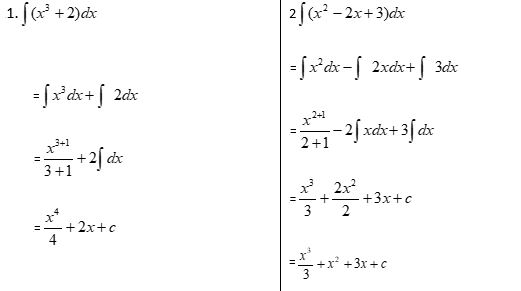 1. ∫(x³ + 2)dx
= ∫x³dx + ∫ 2dx
= x³⁺¹/3+1 + 2∫ dx
= x⁴/4 + 2x + c
2 ∫(x² − 2x + 3)dx
= ∫x²dx − ∫ 2xdx + ∫ 3dx
= x²⁺¹/2+1 − 2∫ xdx + 3∫ dx
= x³/3 + 2x²/2 + 3x + c
= x³/3 + x² + 3x + c